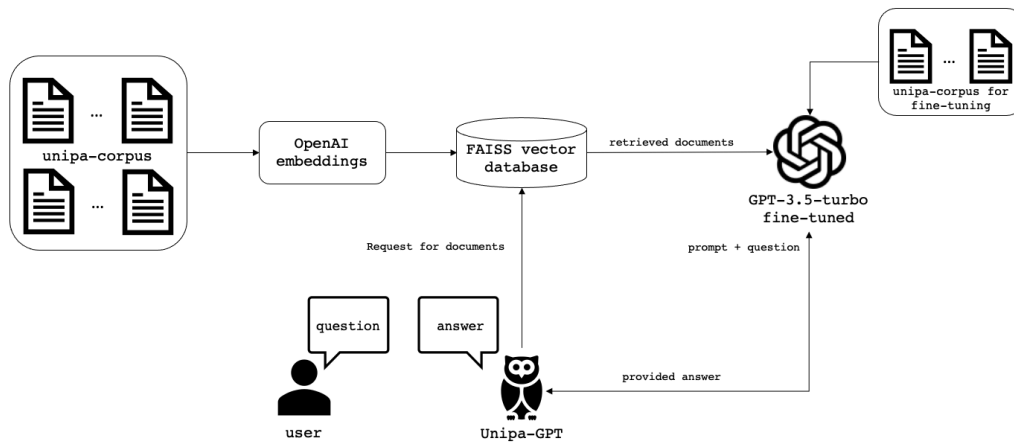 ...
unipa-corpus for
fine-tuning
...
unipa-corpus
...
OpenAI
embeddings
FAISS vector
database
retrieved documents
GPT-3.5-turbo
fine-tuned
Request for documents
prompt + question
question
answer
provided answer
user
Unipa-GPT